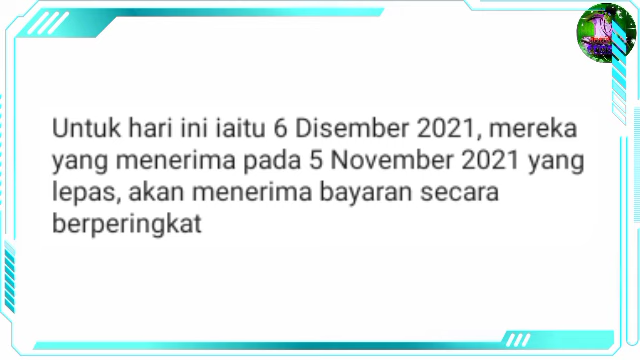 Untuk hari ini iaitu 6 Disember 2021, mereka
yang menerima pada 5 November 2021 yang
lepas, akan menerima bayaran secara
berperingkat